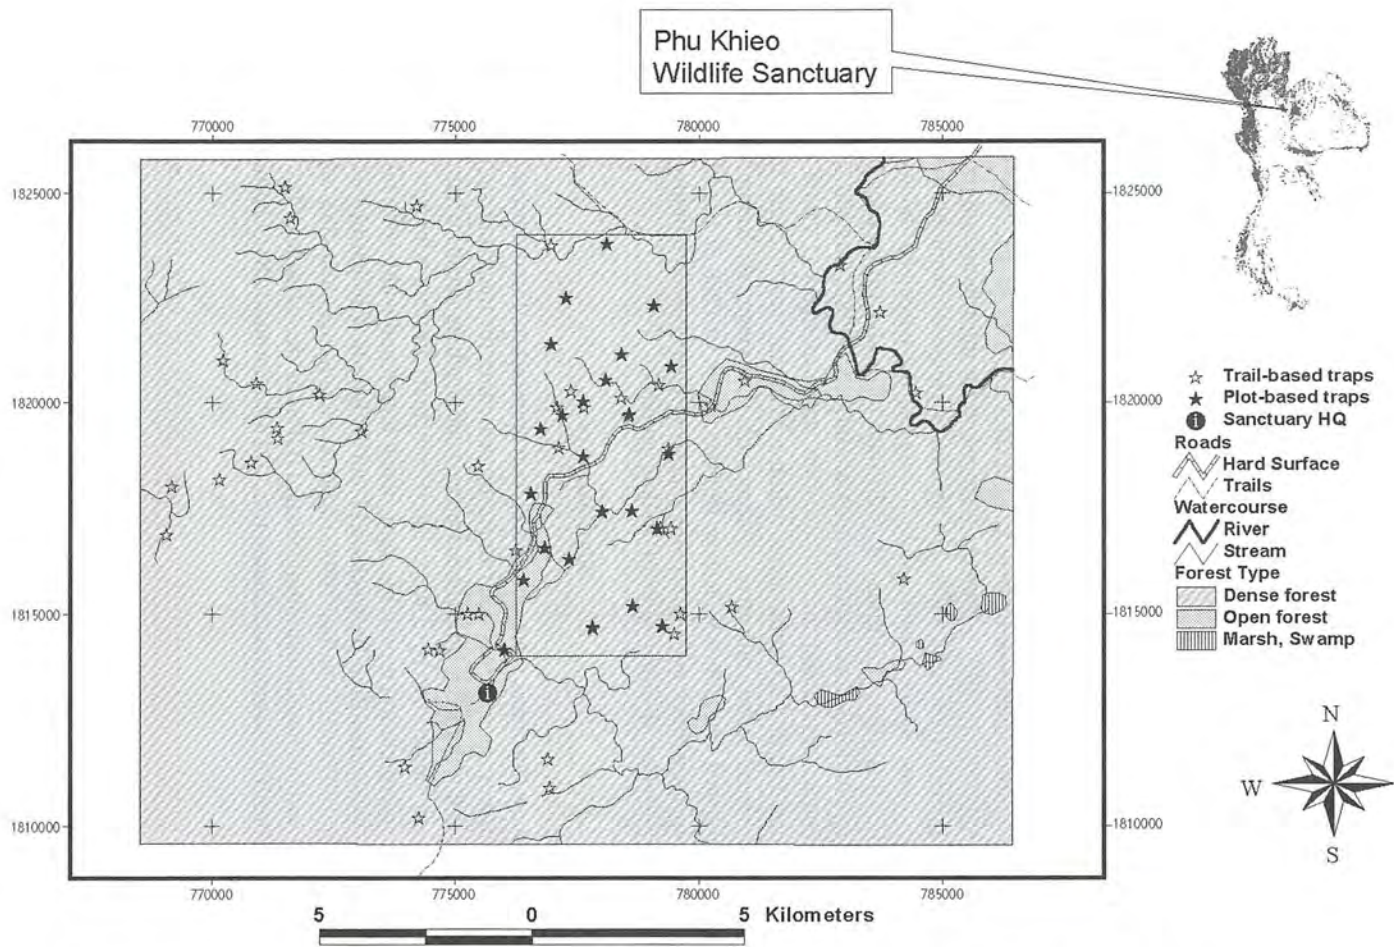 Phu Khieo
Wildlife Sanctuary
770000 775000 780000 785000
1825000 1825000
1820000 1820000
1815000 1815000
1810000 1810000
770000 775000 780000 785000
i
5 0 5 Kilometers
Trail-based traps
Plot-based traps
i Sanctuary HQ
Roads
Hard Surface
Trails
Watercourse
River
Stream
Forest Type
Dense forest
Open forest
Marsh, Swamp
N
W
S